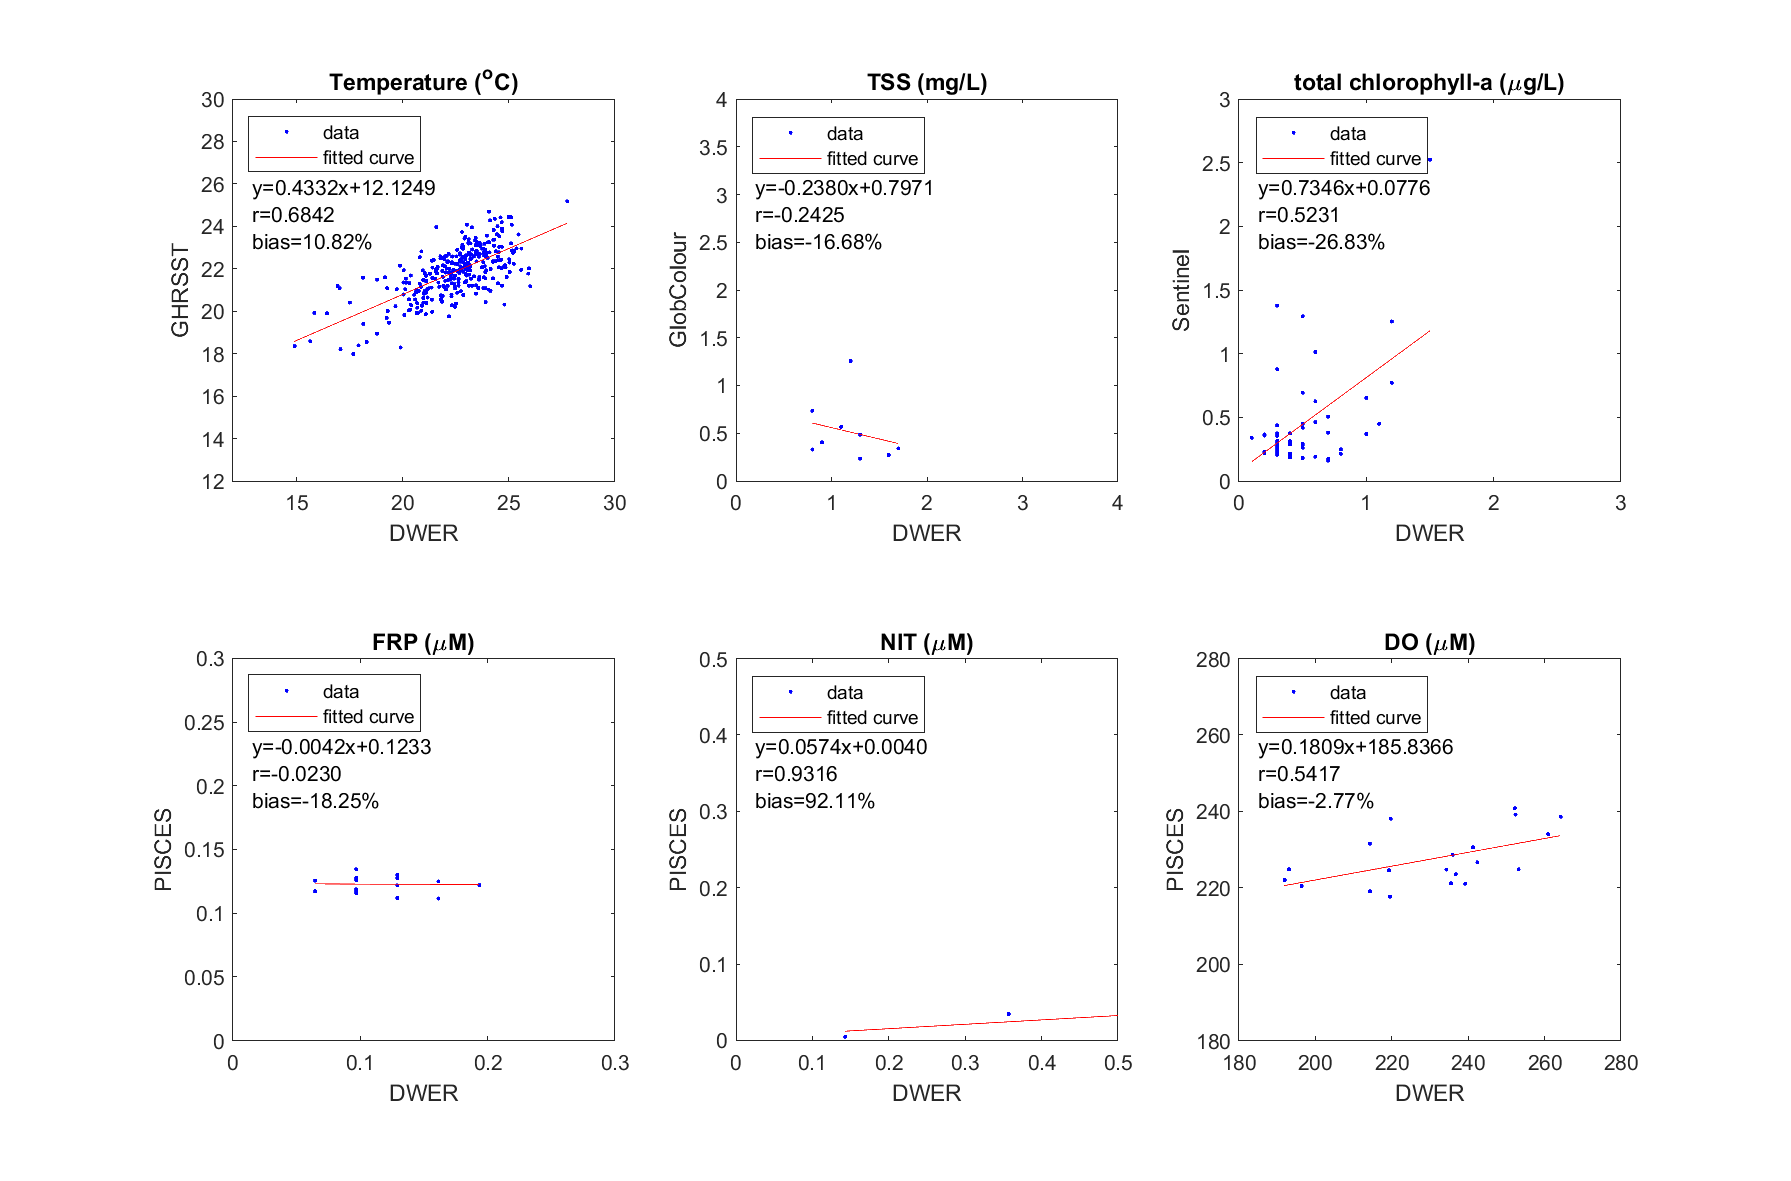 Temperature (°C)
30
28
26
24
22
20
18
16
14
12
15
20
25
30
GHRSST
DWER
data
fitted curve
y=0.4332x+12.1249
r=0.6842
bias=10.82%
TSS (mg/L)
4
3.5
3
2.5
2
1.5
1
0.5
0
0
1
2
3
4
GlobColour
DWER
data
fitted curve
y=-0.2380x+0.7971
r=-0.2425
bias=-16.68%
total chlorophyll-a (μg/L)
3
2.5
2
1.5
1
0.5
0
0
1
2
3
Sentinel
DWER
data
fitted curve
y=0.7346x+0.0776
r=0.5231
bias=-26.83%
FRP (μM)
0.3
0.25
0.2
0.15
0.1
0.05
0
0
0.1
0.2
0.3
PISCES
DWER
data
fitted curve
y=-0.0042x+0.1233
r=-0.0230
bias=-18.25%
NIT (μM)
0.5
0.4
0.3
0.2
0.1
0
0
0.1
0.2
0.3
0.4
0.5
PISCES
DWER
data
fitted curve
y=0.0574x+0.0040
r=0.9316
bias=92.11%
DO (μM)
280
260
240
220
200
180
180
200
220
240
260
280
PISCES
DWER
data
fitted curve
y=0.1809x+185.8366
r=0.5417
bias=-2.77%